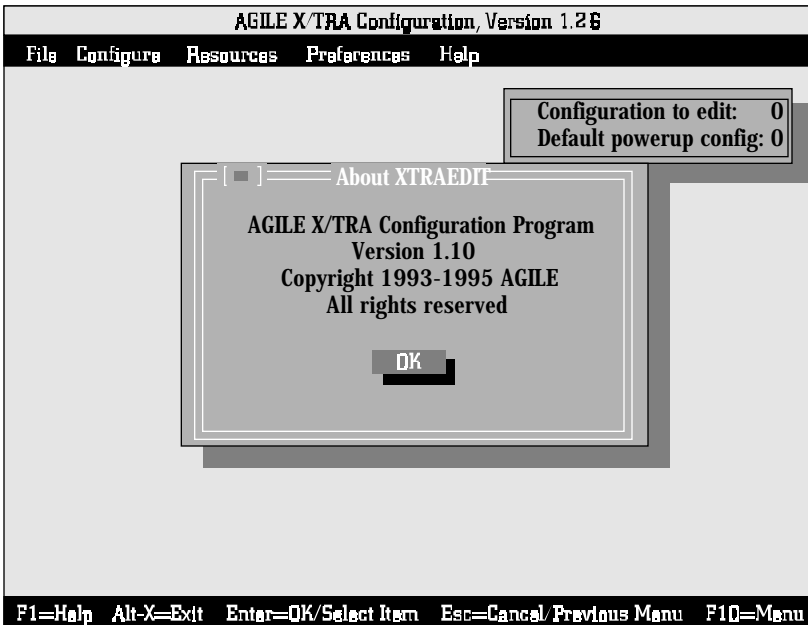 AGILE X/TRA Configuration, Version 1.26
File Configure Resources Preferences Help
Configuration to edit: 0
Default powerup config: 0
About XTRAEDIT
AGILE X/TRA Configuration Program
Version 1.10
Copyright 1993-1995 AGILE
All rights reserved
OK
F1=Help Alt-X=Exit Enter=OK/Select Item Esc=Cancel/Previous Menu F10=Menu